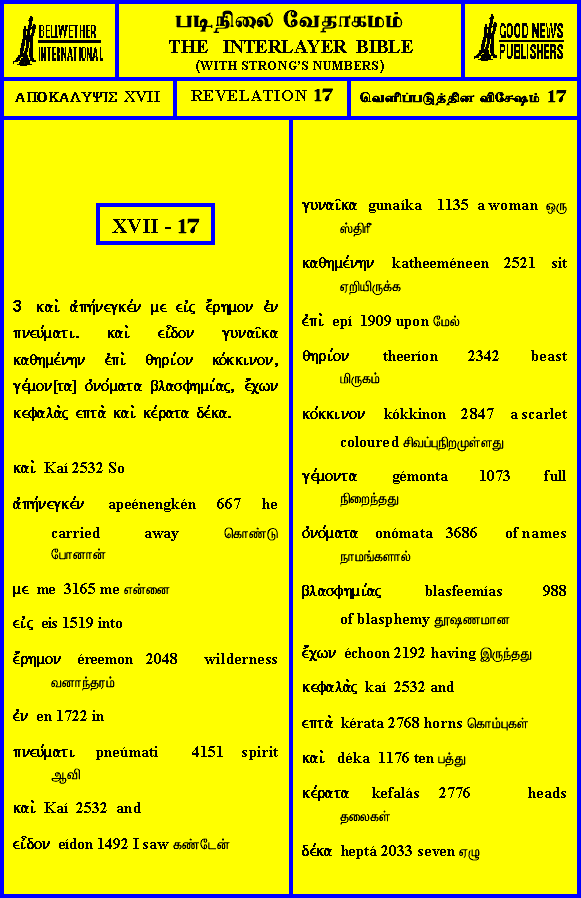 BELLWETHER
INTERNATIONAL
படிநிலை வேதாகமம்
THE INTERLAYER BIBLE
(WITH STRONG'S NUMBERS)
GOOD NEWS
PUBLISHERS
ΑΠΟΚΑΛΥΨΙΣ XVII
REVELATION 17
வெளிப்படுத்தின விசேஷம் 17
XVII - 17
3 καὶ ἀπήνεγκέν με εἰς ἔρημον ἐν
πνεύματι. καὶ εἶδον γυναῖκα
καθημένην ἐπὶ θηρίον κόκκινον,
γέμον[τα] ὀνόματα βλασφημίας, ἔχων
κεφαλὰς επτὰ καὶ κέρατα δέκα.
καὶ Kaí 2532 So
ἀπήνεγκέν apeénengkén 667 he
carried away கொண்டு
போனான்
με me 3165 me என்னை
εἰς eis 1519 into
ἔρημον éreemon 2048 wilderness
வனாந்தரம்
ἐν en 1722 in
πνεύματι pneúmati 4151 spirit
ஆவி
καὶ Kaí 2532 and
εἶδον eídon 1492 I saw கண்டேன்
γυναῖκα gunaíka 1135 a woman ஒரு
ஸ்திரீ
καθημένην katheeméneen 2521 sit
ஏறியிருக்க
ἐπὶ epí 1909 upon மேல்
θηρίον theeríon 2342 beast
மிருகம்
κόκκινον kókkinon 2847 a scarlet
coloured சிவப்புநிறமுள்ளது
γέμοντα gémonta 1073 full
நிறைந்தது
ὀνόματα onómata 3686 of names
நாமங்களால்
βλασφημίας blasfeemías 988
of blasphemy தூஷணமான
ἔχων échoon 2192 having இருந்தது
κεφαλὰς kaí 2532 and
επτὰ kérata 2768 horns கொம்புகள்
καὶ déka 1176 ten பத்து
κέρατα kefalás 2776 heads
தலைகள்
δέκα heptá 2033 seven ஏழு